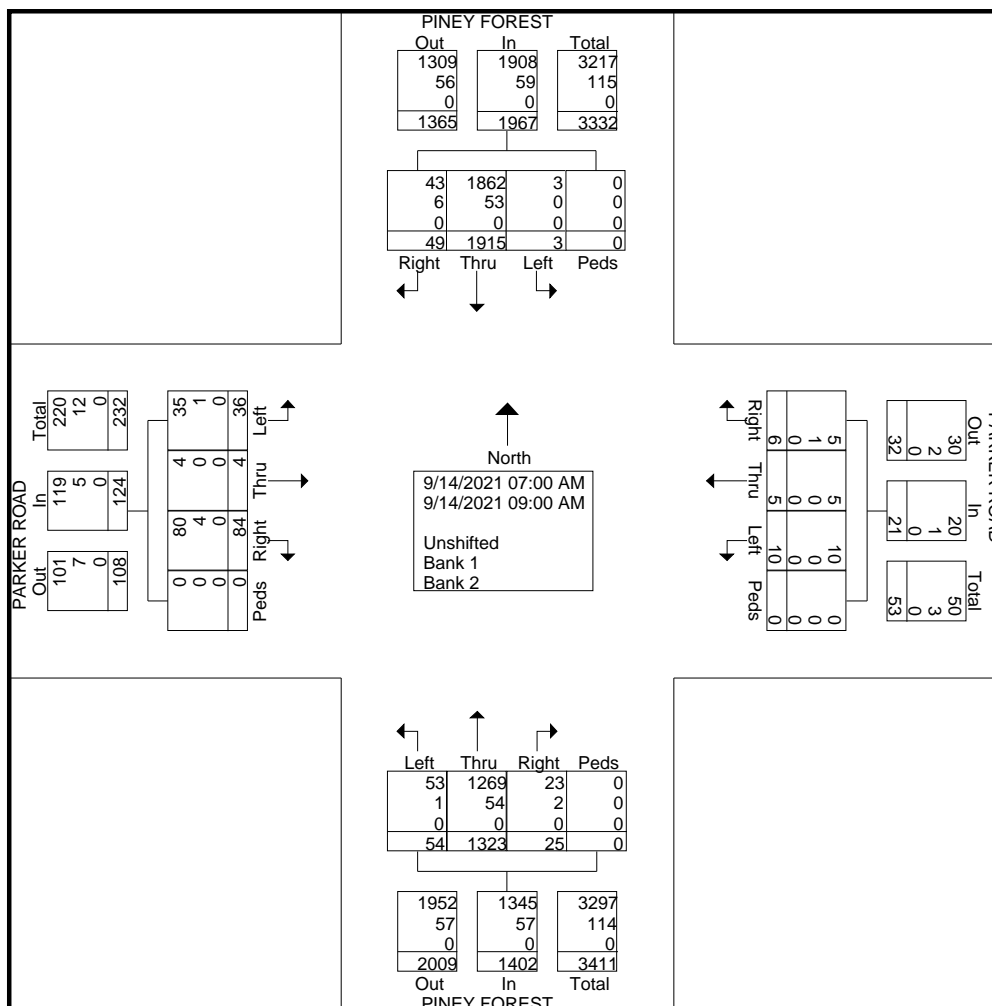 PINEY FOREST
Out In Total
1309 1908 3217
56 59 115
0 0 0
1365 1967 3332
43 1862 3 0
6 53 0 0
0 0 0 0
49 1915 3 0
Right Thru Left Peds
PARKER ROAD
Total In Out
220 119 101
12 5 7
0 0 0
232 124 108
35 4 80 0
1 0 4 0
0 0 0 0
36 4 84 0
Left Thru Right Peds
North
9/14/2021 07:00 AM
9/14/2021 09:00 AM
Unshifted
Bank 1
Bank 2
Right Thru Left Peds
5 5 10 0
1 0 0 0
0 0 0 0
6 5 10 0
Out In Total
30 20 50
2 1 3
0 0 0
32 21 53
PARKER ROAD
Left Thru Right Peds
53 1269 23 0
1 54 2 0
0 0 0 0
54 1323 25 0
1952 1345 3297
57 57 114
0 0 0
2009 1402 3411
Out In Total
PINEY FOREST